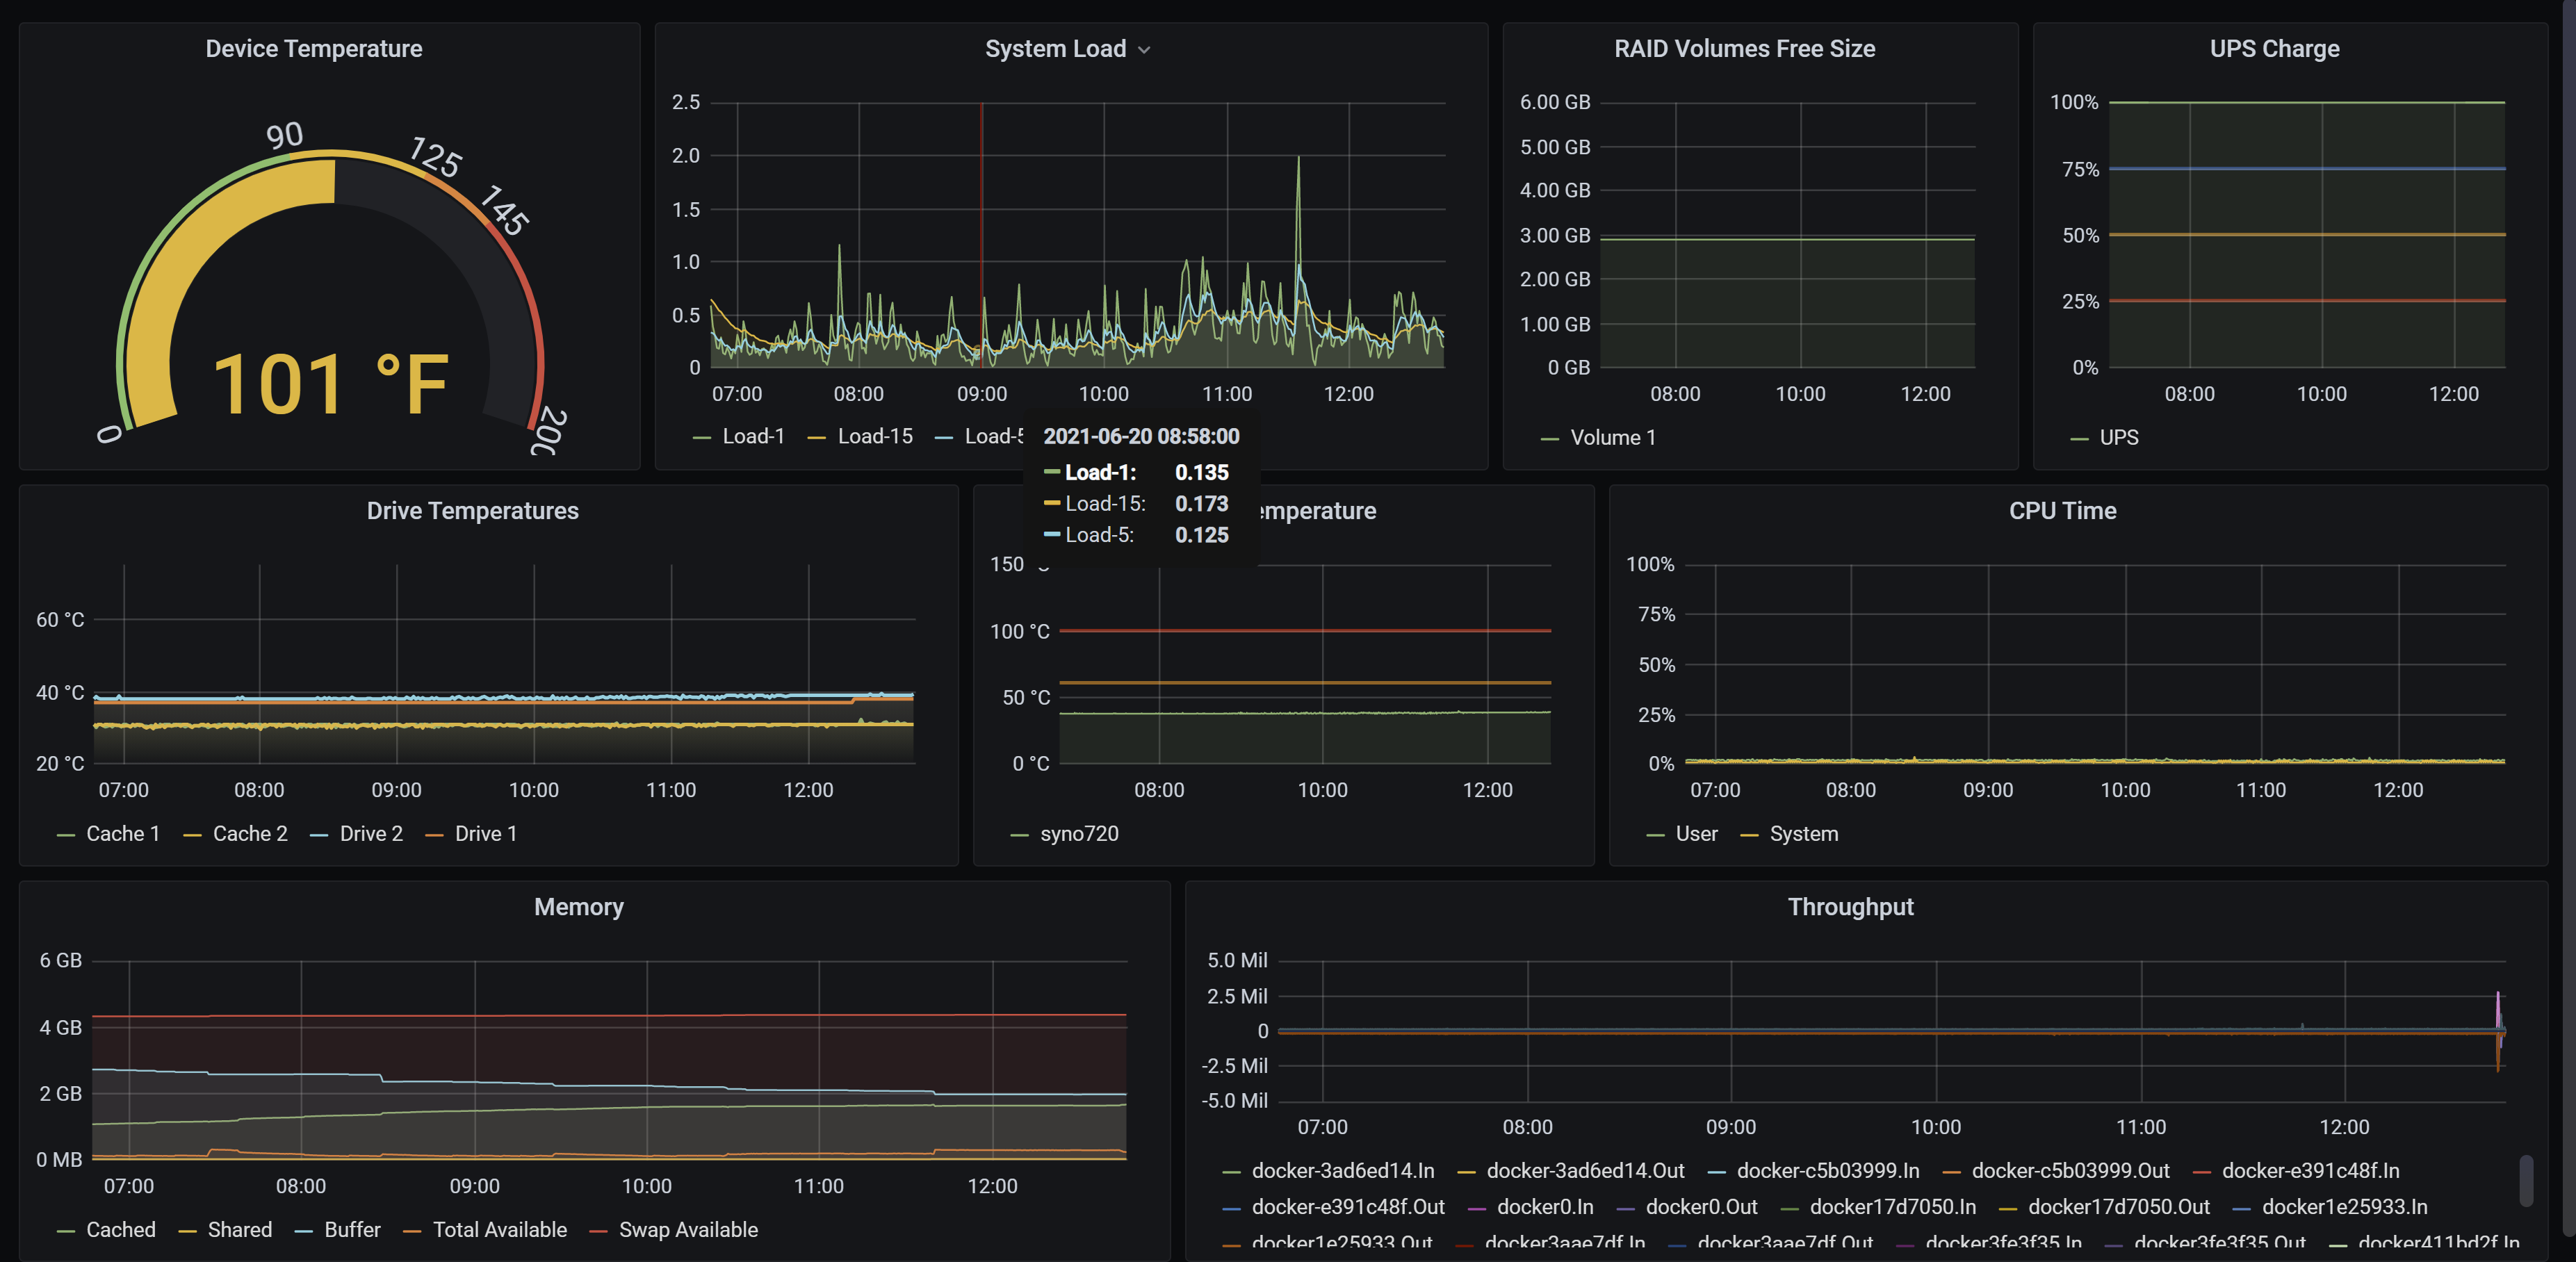 Device Temperature
0
90
125
145
200
101 °F
System Load
2.5
2.0
1.5
1.0
0.5
0
07:00 08:00 09:00 10:00 11:00 12:00
Load-1 Load-15 Load-5
2021-06-20 08:58:00
Load-1: 0.135
Load-15: 0.173
Load-5: 0.125
RAID Volumes Free Size
6.00 GB
5.00 GB
4.00 GB
3.00 GB
2.00 GB
1.00 GB
0 GB
08:00 10:00 12:00
Volume 1
UPS Charge
100%
75%
50%
25%
0%
08:00 10:00 12:00
UPS
Drive Temperatures
60 °C
40 °C
20 °C
07:00 08:00 09:00 10:00 11:00 12:00
Cache 1 Cache 2 Drive 2 Drive 1
emperature
150
100 °C
50 °C
0 °C
08:00 10:00 12:00
syno720
CPU Time
100%
75%
50%
25%
0%
07:00 08:00 09:00 10:00 11:00 12:00
User System
Memory
6 GB
4 GB
2 GB
0 MB
07:00 08:00 09:00 10:00 11:00 12:00
Cached Shared Buffer Total Available Swap Available
Throughput
5.0 Mil
2.5 Mil
0
-2.5 Mil
-5.0 Mil
07:00 08:00 09:00 10:00 11:00 12:00
docker-3ad6ed14.In docker-3ad6ed14.Out docker-c5b03999.In docker-c5b03999.Out docker-e391c48f.In
docker-e391c48f.Out docker0.In docker0.Out docker17d7050.In docker17d7050.Out docker1e25933.In
docker1e25933.Out docker3aae7df.In docker3aae7df.Out docker3fe3f35.In docker3fe3f35.Out docker411bd2f.In